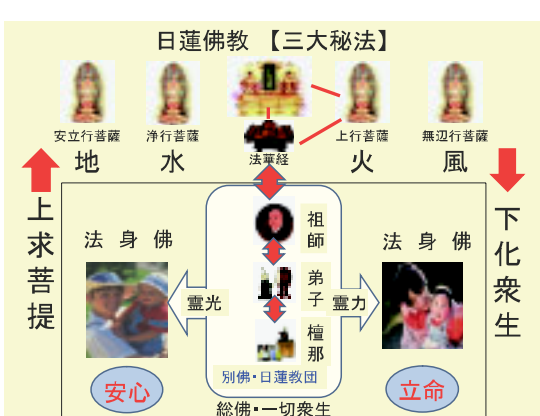 日蓮佛教 【三大秘法】
安立行菩薩
浄行菩薩
法華経
上行菩薩
無辺行菩薩
地
水
火
風
上求菩提
下化衆生
法身佛
法身佛
祖師
弟子
檀那
霊光
霊力
別佛・日蓮教団
安心
立命
総佛・一切衆生